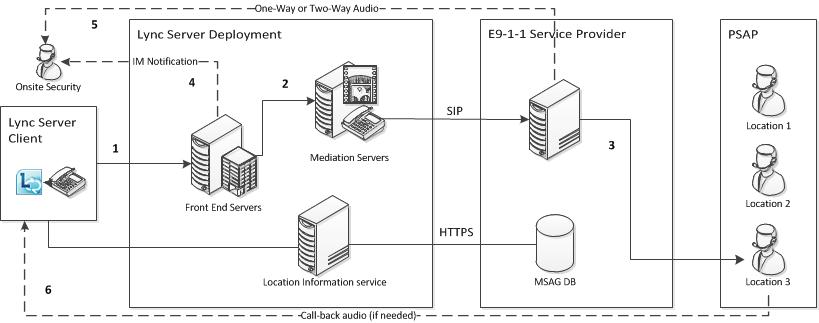 One-Way or Two-Way Audio
5
Lync Server Deployment
E9-1-1 Service Provider
PSAP
IM Notification
Onsite Security
4
2
Lync Server
Client
1
SIP
3
Location 1
Mediation Servers
L
Front End Servers
Location 2
HTTPS
Location Information service
MSAG DB
Location 3
6
Call-back audio (if needed)